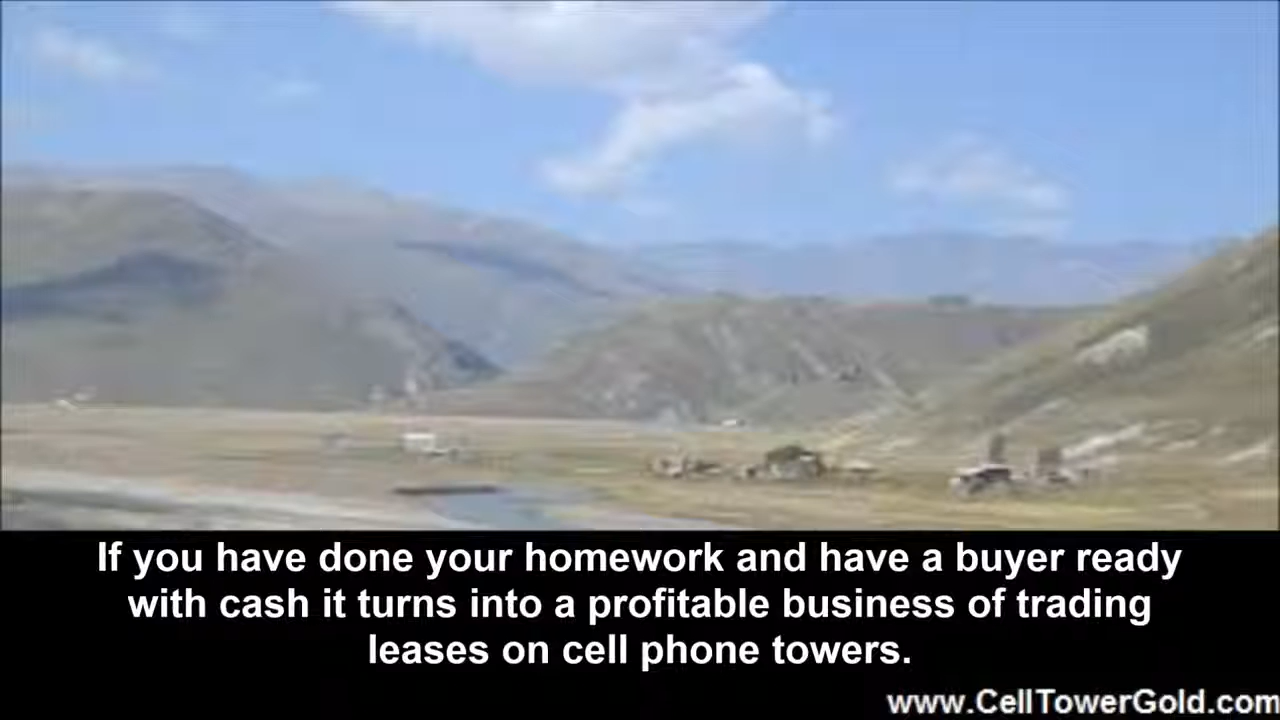 If you have done your homework and have a buyer ready
with cash it turns into a profitable business of trading
leases on cell phone towers.
www.CellTowerGold.com